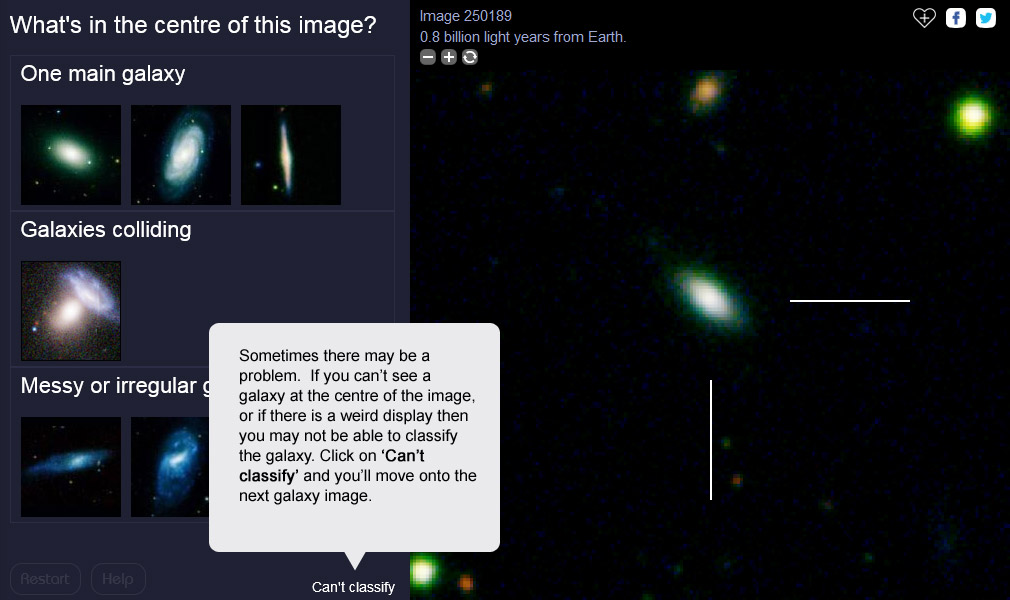 What's in the centre of this image?
One main galaxy
Galaxies colliding
Messy or irregular g
Sometimes there may be a
problem.  If you can’t see a
galaxy at the centre of the image,
or if there is a weird display then
you may not be able to classify
the galaxy. Click on ‘Can’t
classify’ and you’ll move onto the
next galaxy image.
Restart
Help
Can't classify
Image 250189
0.8 billion light years from Earth.